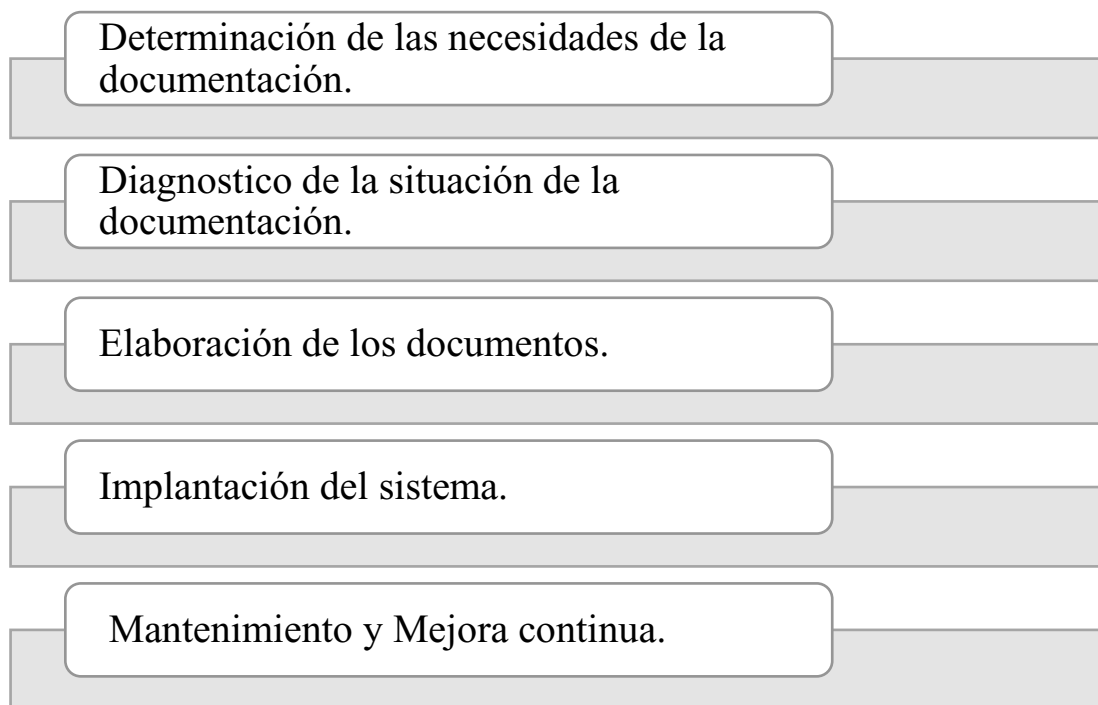 Determinación de las necesidades de la
documentación.
Diagnostico de la situación de la
documentación.
Elaboración de los documentos.
Implantación del sistema.
Mantenimiento y Mejora continua.